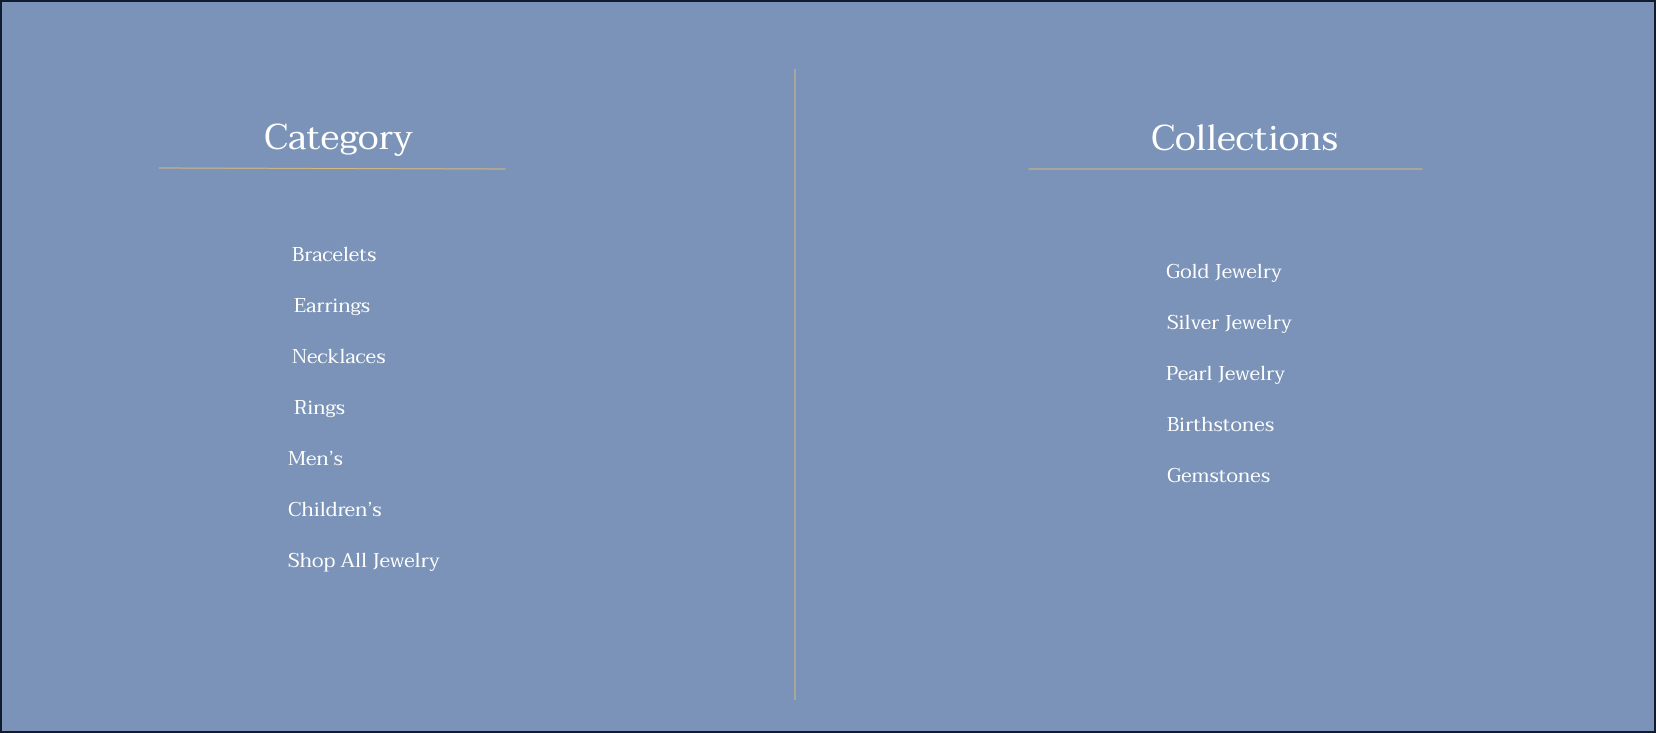 Category
Bracelets
Earrings
Necklaces
Rings
Men’s
Children’s
Shop All Jewelry
Collections
Gold Jewelry
Silver Jewelry
Pearl Jewelry
Birthstones
Gemstones